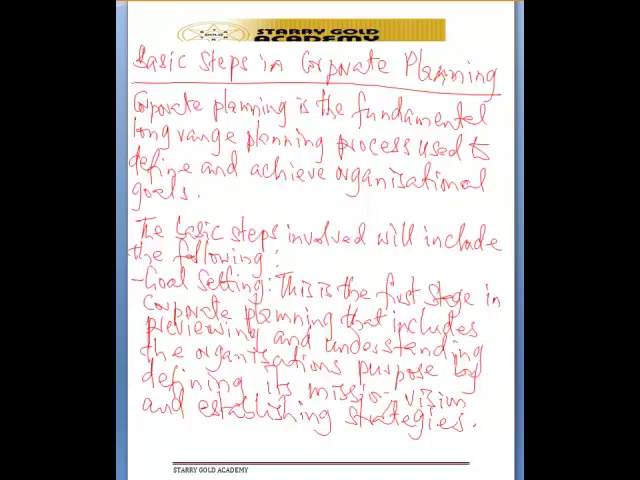 STARRY GOLD
ACADEMY
Basic Steps in Corporate Planning
Corporate planning is the fundamental
long range planning process used to
define and achieve organisational
goals.
The basic steps involved will include
the following:
- Goal Setting: This is the first stage in
corporate planning that includes
previewing and understanding
the organisations purpose by
defining its mission, vision
and establishing strategies.
STARRY GOLD ACADEMY